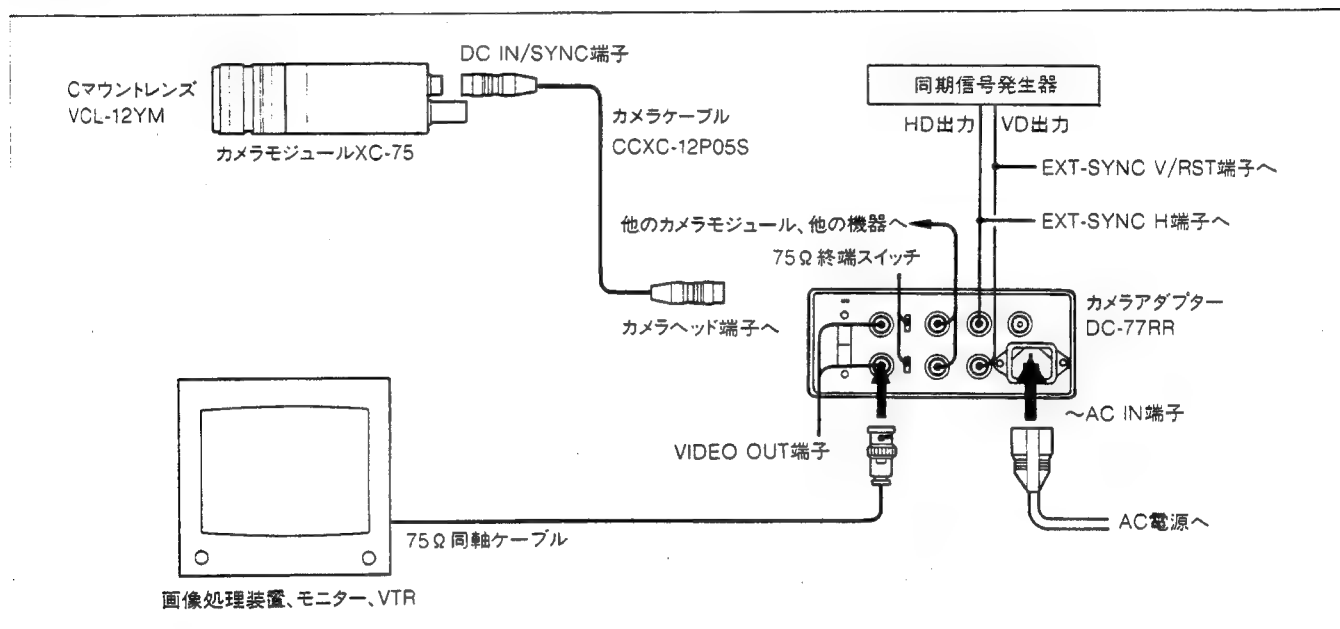 DC IN/SYNC端子
Cマウントレンズ
VCL-12YM
カメラモジュールXC-75
カメラケーブル
CCXC-12P05S
同期信号発生器
HD出力
VD出力
EXT-SYNC V/RST端子へ
EXT-SYNC H端子へ
他のカメラモジュール、他の機器へ
75Ω終端スイッチ
カメラヘッド端子へ
カメラアダプター
DC-77RR
〜AC IN端子
VIDEO OUT端子
AC電源へ
75Ω同軸ケーブル
画像処理装置、モニター、VTR